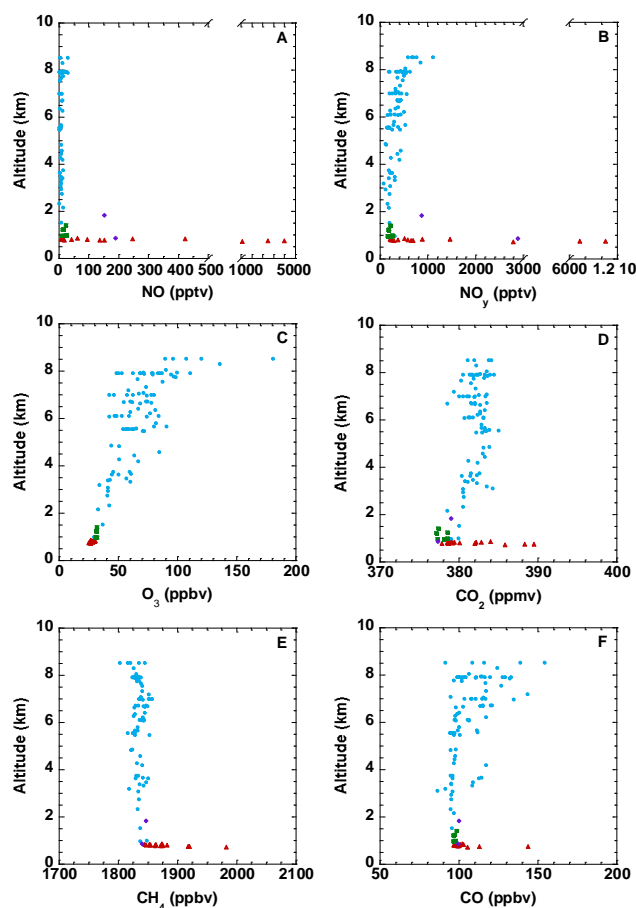 A
10
8
6
4
2
0
Altitude (km)
0 100 200 300 400 500 1000 3000 5000
NO (pptv)
B
10
8
6
4
2
0
Altitude (km)
0 1000 2000 3000 6000 1.2 10
NOy (pptv)
C
10
8
6
4
2
0
Altitude (km)
0 50 100 150 200
O3 (ppbv)
D
10
8
6
4
2
0
Altitude (km)
370 380 390 400
CO2 (ppmv)
E
10
8
6
4
2
0
Altitude (km)
1700 1800 1900 2000 2100
CH4 (ppbv)
F
10
8
6
4
2
0
Altitude (km)
50 100 150 200
CO (ppbv)